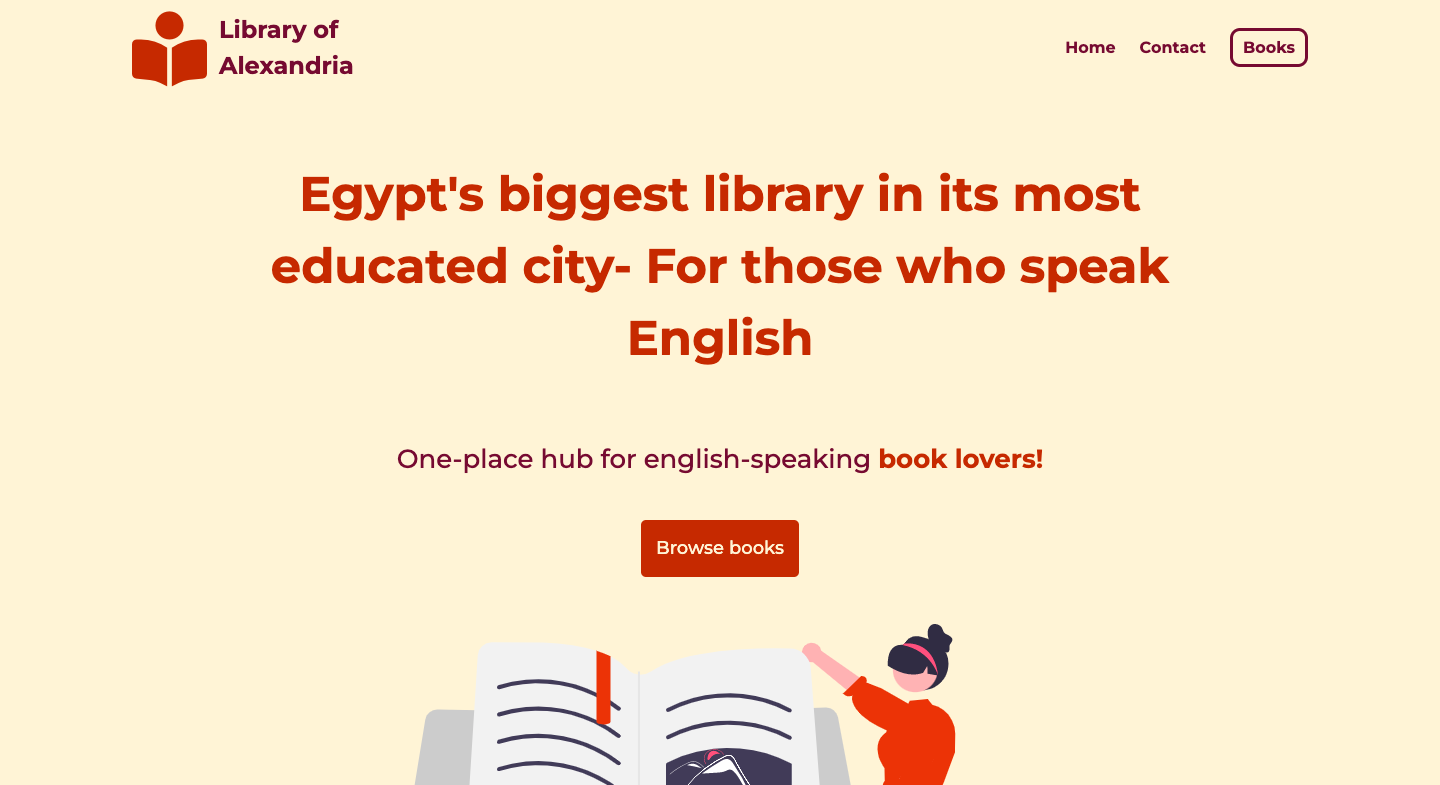 Library of
Alexandria
Home Contact Books
Egypt's biggest library in its most
educated city- For those who speak
English
One-place hub for english-speaking book lovers!
Browse books